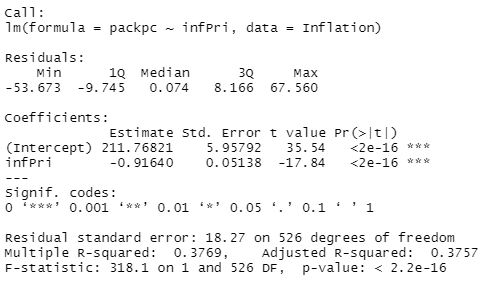 Call:
lm(formula = packpc ~ infPri, data = Inflation)
Residuals:
Min 1Q Median 3Q Max
-53.673 -9.745 0.074 8.166 67.560
Coefficients:
Estimate Std. Error t value Pr(>|t|)
(Intercept) 211.76821 5.95792 35.54 <2e-16 ***
infPri -0.91640 0.05138 -17.84 <2e-16 ***
---
Signif. codes:
0 ‘***’ 0.001 ‘**’ 0.01 ‘*’ 0.05 ‘.’ 0.1 ‘ ’ 1
Residual standard error: 18.27 on 526 degrees of freedom
Multiple R-squared: 0.3769, Adjusted R-squared: 0.3757
F-statistic: 318.1 on 1 and 526 DF, p-value: < 2.2e-16